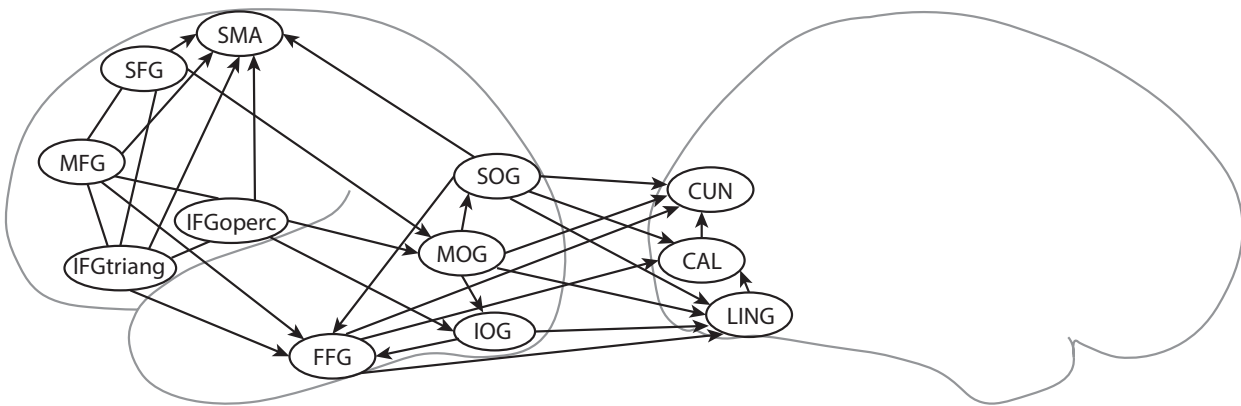 SMA
SFG
MFG
SOG
CUN
IFGoperc
MOG
CAL
IFGtriang
LING
IOG
FFG